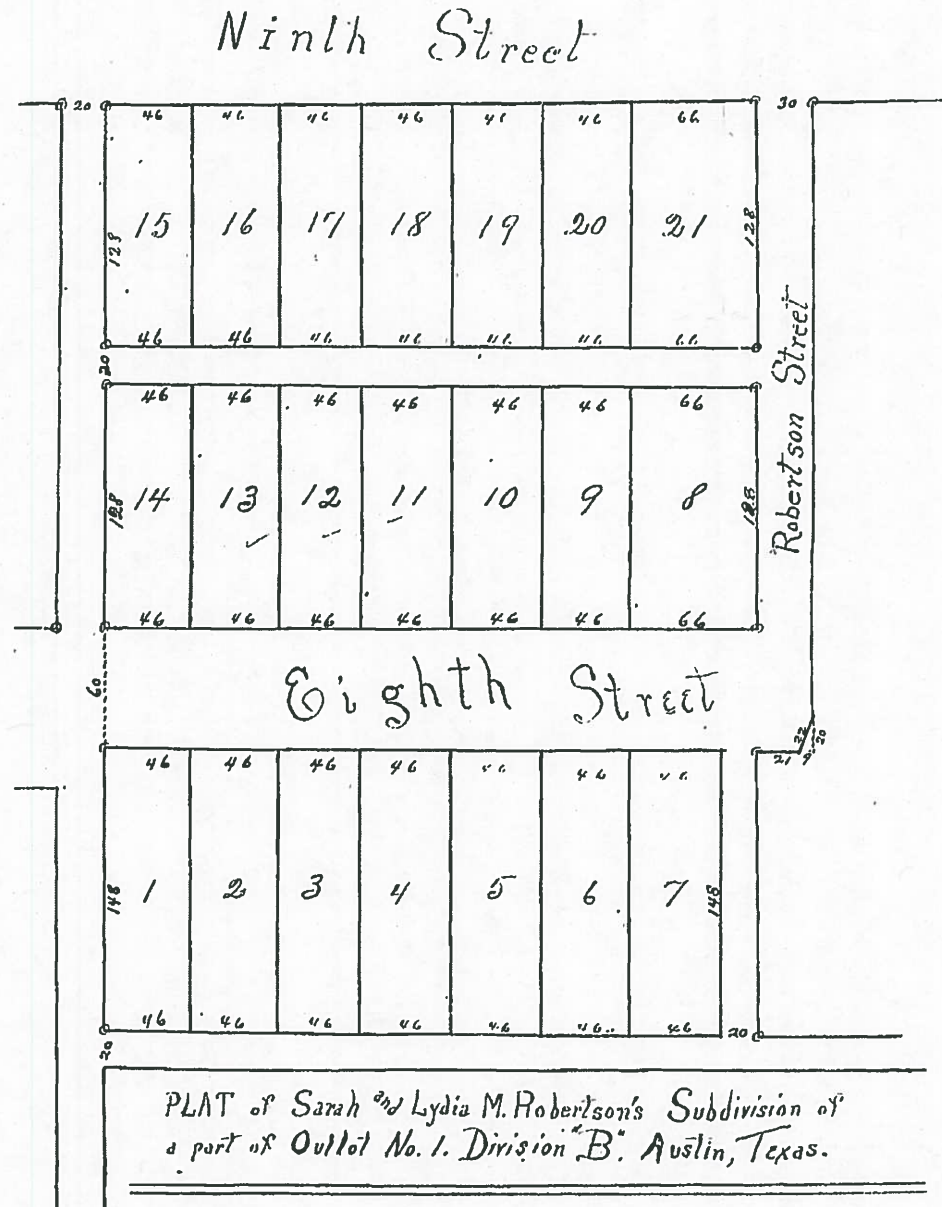 Ninth Street
20 46 46 46 46 46 46 66 30
15 16 17 18 19 20 21
128 128
46 46 46 46 46 46 66
20
Robertson Street
46 46 46 46 46 46 66
14 13 12 11 10 9 8
128 128
46 46 46 46 46 46 66
60
Eighth Street
22 20
21 9
46 46 46 46 46 46 46
1 2 3 4 5 6 7
148 148
46 46 46 46 46 46 46 20
20
PLAT of Sarah and Lydia M. Robertson's Subdivision of
a part of Outlot No. 1. Division "B". Austin, Texas.